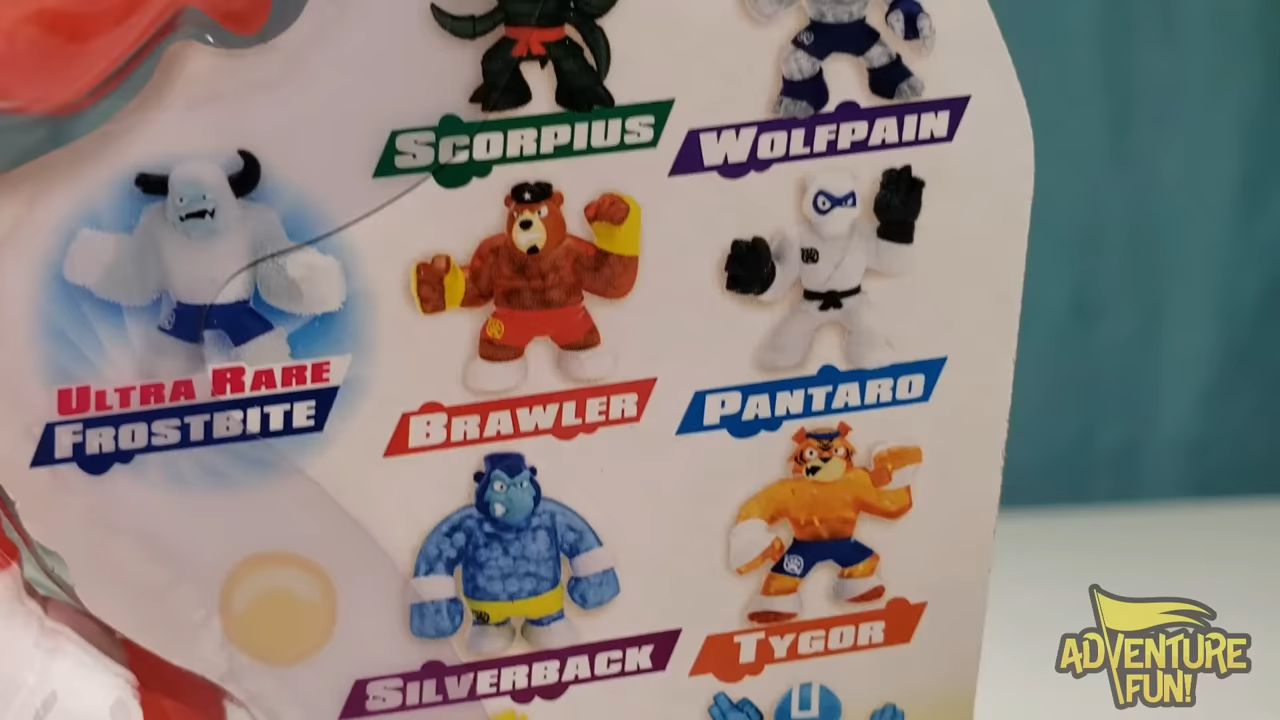 SCORPIUS
WOLFPAIN
ULTRA RARE
FROSTBITE
BRAWLER
PANTARO
SILVERBACK
TYGOR
ADVENTURE
FUN!